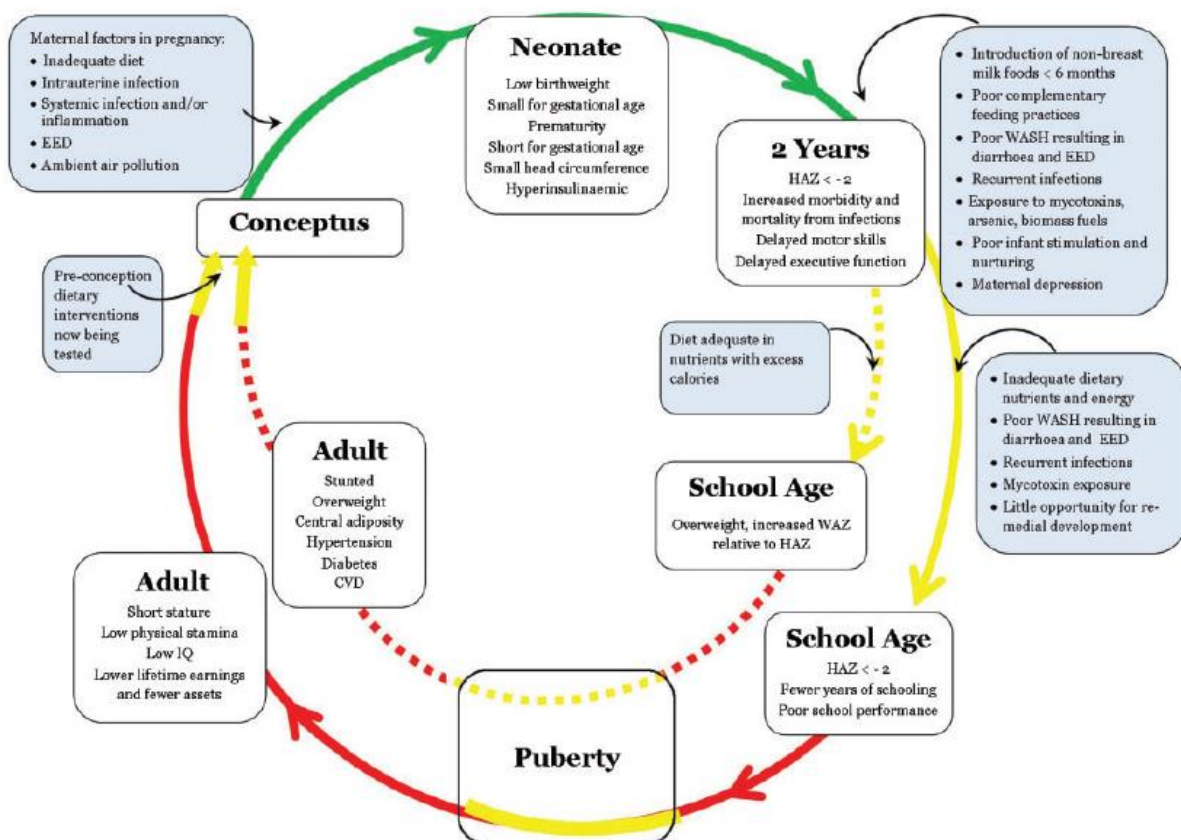 Maternal factors in pregnancy:
• Inadequate diet
• Intrauterine infection
• Systemic infection and/or
inflammation
• EED
• Ambient air pollution
Neonate
Low birthweight
Small for gestational age
Prematurity
Short for gestational age
Small head circumference
Hyperinsulinaemic
• Introduction of non-breast
milk foods < 6 months
• Poor complementary
feeding practices
• Poor WASH resulting in
diarrhoea and EED
• Recurrent infections
• Exposure to mycotoxins,
arsenic, biomass fuels
• Poor infant stimulation and
nurturing
• Maternal depression
2 Years
HAZ < -2
Increased morbidity and
mortality from infections
Delayed motor skills
Delayed executive function
Conceptus
Pre-conception
dietary
interventions
now being
tested
Diet adequate in
nutrients with excess
calories
• Inadequate dietary
nutrients and energy
• Poor WASH resulting in
diarrhoea and EED
• Recurrent infections
• Mycotoxin exposure
• Little opportunity for re-
medial development
Adult
Stunted
Overweight
Central adiposity
Hypertension
Diabetes
CVD
School Age
Overweight, increased WAZ
relative to HAZ
Adult
Short stature
Low physical stamina
Low IQ
Lower lifetime earnings
and fewer assets
School Age
HAZ < -2
Fewer years of schooling
Poor school performance
Puberty